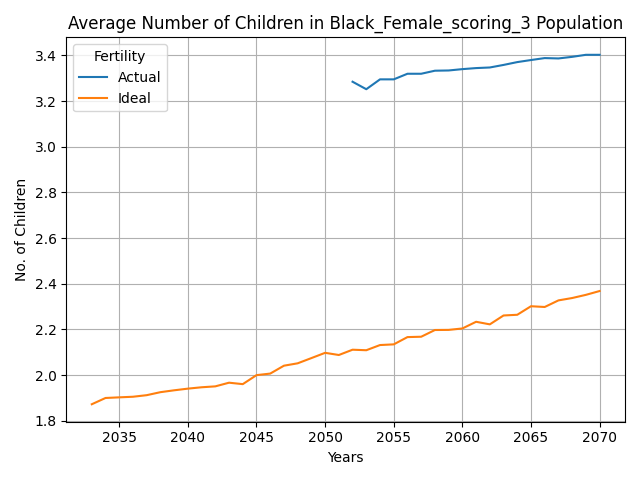 Average Number of Children in Black_Female_scoring_3 Population
Fertility
Actual
Ideal
No. of Children
3.4
3.2
3.0
2.8
2.6
2.4
2.2
2.0
1.8
2035 2040 2045 2050 2055 2060 2065 2070
Years